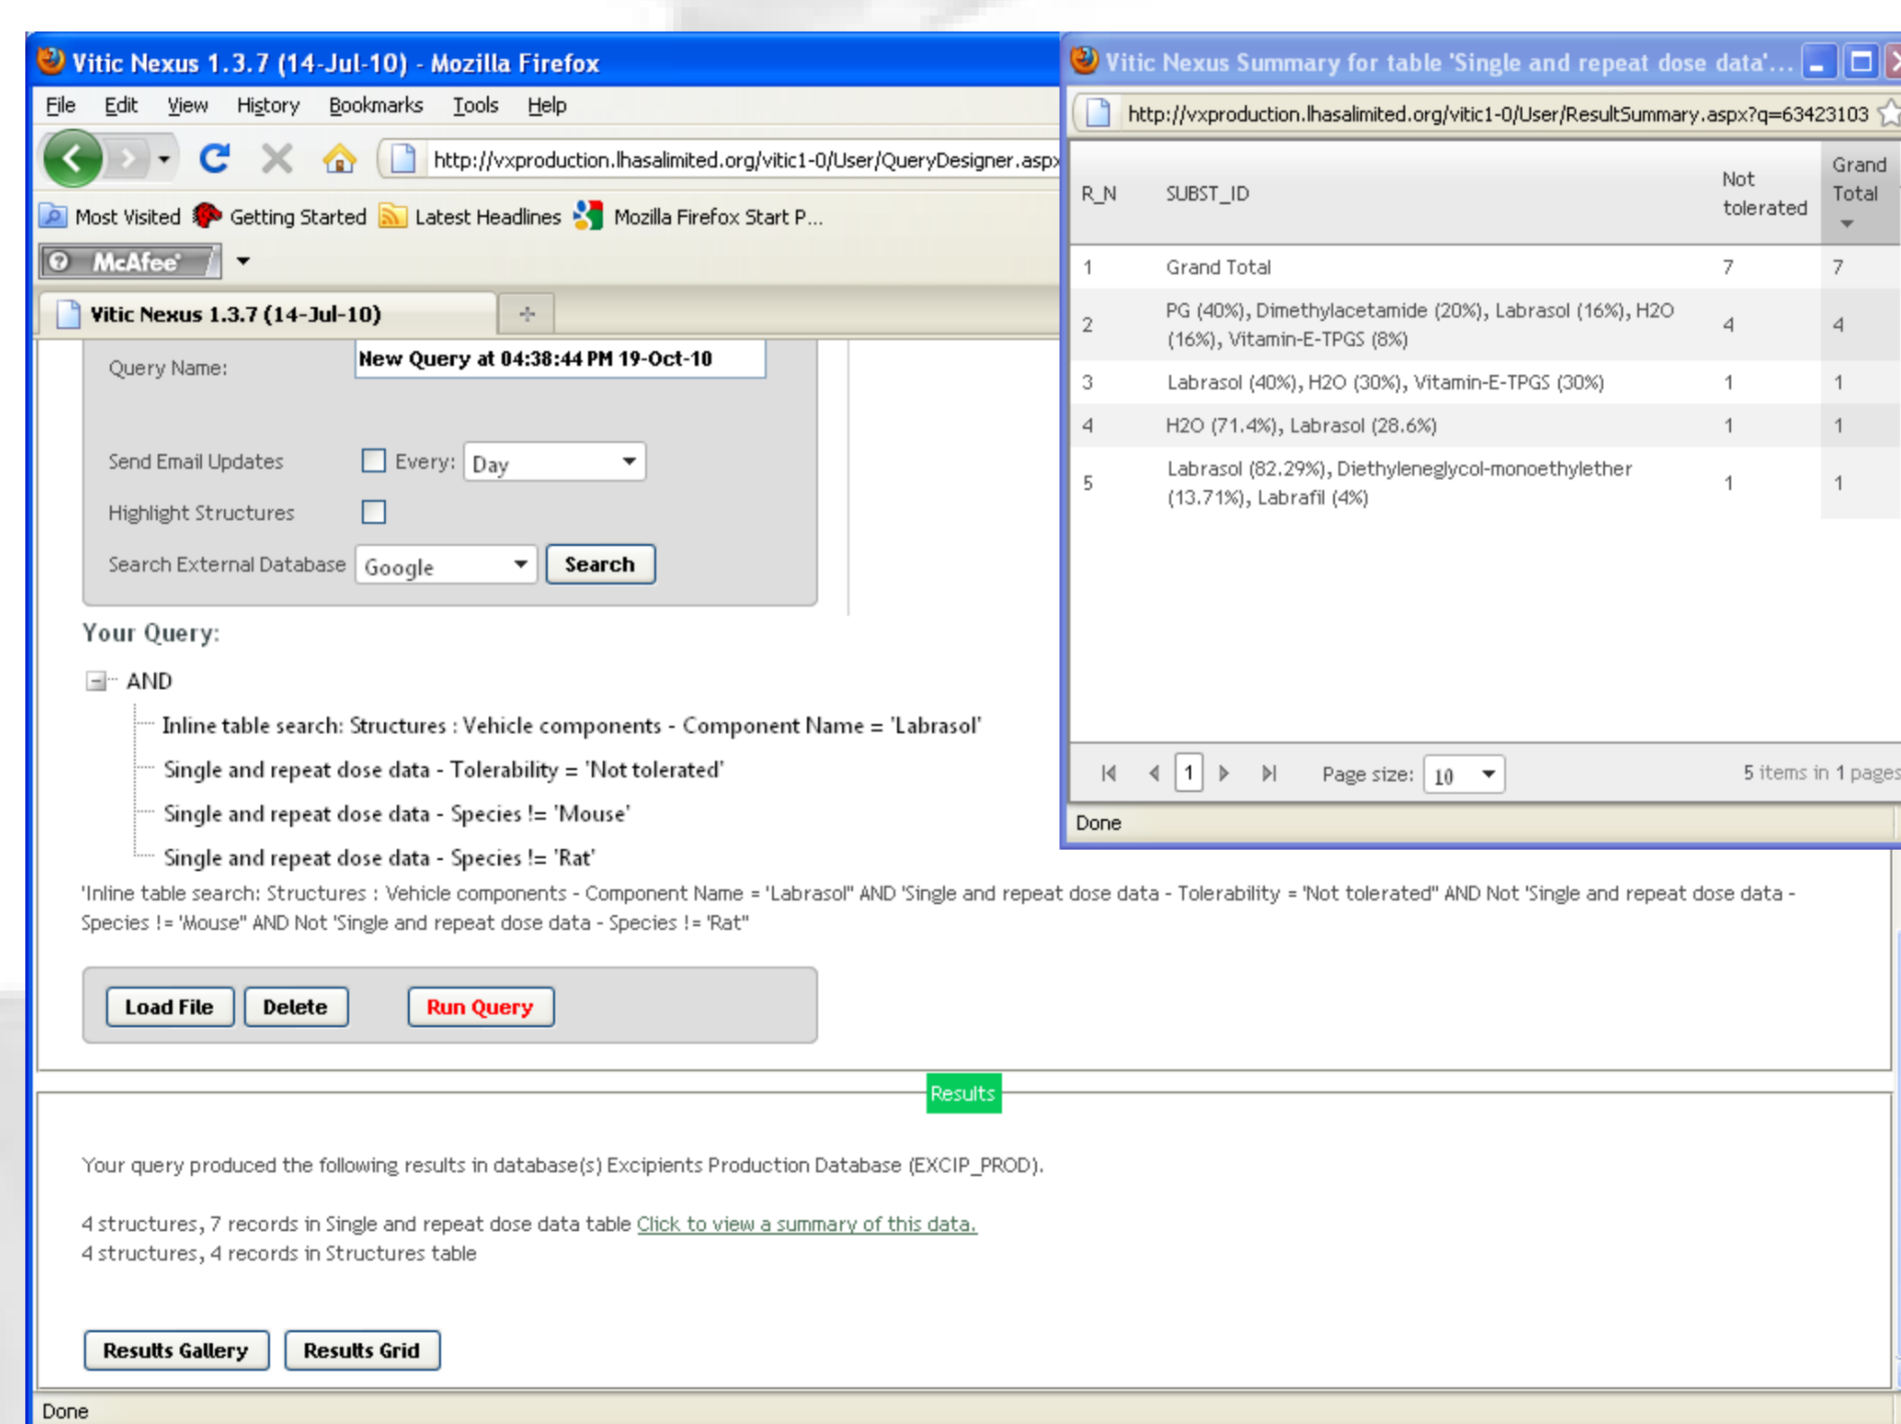 Vitic Nexus 1.3.7 (14-Jul-10) - Mozilla Firefox
File Edit View History Bookmarks Tools Help
http://vxproduction.lhasalimited.org/vitic1-0/User/QueryDesigner.aspx
Most Visited Getting Started Latest Headlines Mozilla Firefox Start P...
McAfee
Vitic Nexus 1.3.7 (14-Jul-10)
Query Name: New Query at 04:38:44 PM 19-Oct-10
Send Email Updates Every: Day
Highlight Structures
Search External Database Google Search
Your Query:
AND
Inline table search: Structures : Vehicle components - Component Name = 'Labrasol'
Single and repeat dose data - Tolerability = 'Not tolerated'
Single and repeat dose data - Species != 'Mouse'
Single and repeat dose data - Species != 'Rat'
'Inline table search: Structures : Vehicle components - Component Name = 'Labrasol'' AND 'Single and repeat dose data - Tolerability = 'Not tolerated'' AND Not 'Single and repeat dose data -
Species != 'Mouse'' AND Not 'Single and repeat dose data - Species != 'Rat''
Load File Delete Run Query
Results
Your query produced the following results in database(s) Excipients Production Database (EXCIP_PROD).
4 structures, 7 records in Single and repeat dose data table Click to view a summary of this data.
4 structures, 4 records in Structures table
Results Gallery Results Grid
Done
Vitic Nexus Summary for table 'Single and repeat dose data'...
http://vxproduction.lhasalimited.org/vitic1-0/User/ResultSummary.aspx?q=63423103
R_N SUBST_ID Not tolerated Grand Total
1 Grand Total 7 7
2 PG (40%), Dimethylacetamide (20%), Labrasol (16%), H2O (16%), Vitamin-E-TPGS (8%) 4 4
3 Labrasol (40%), H2O (30%), Vitamin-E-TPGS (30%) 1 1
4 H2O (71.4%), Labrasol (28.6%) 1 1
5 Labrasol (82.29%), Diethyleneglycol-monoethylether (13.71%), Labrafil (4%) 1 1
1 Page size: 10 5 items in 1 pages
Done